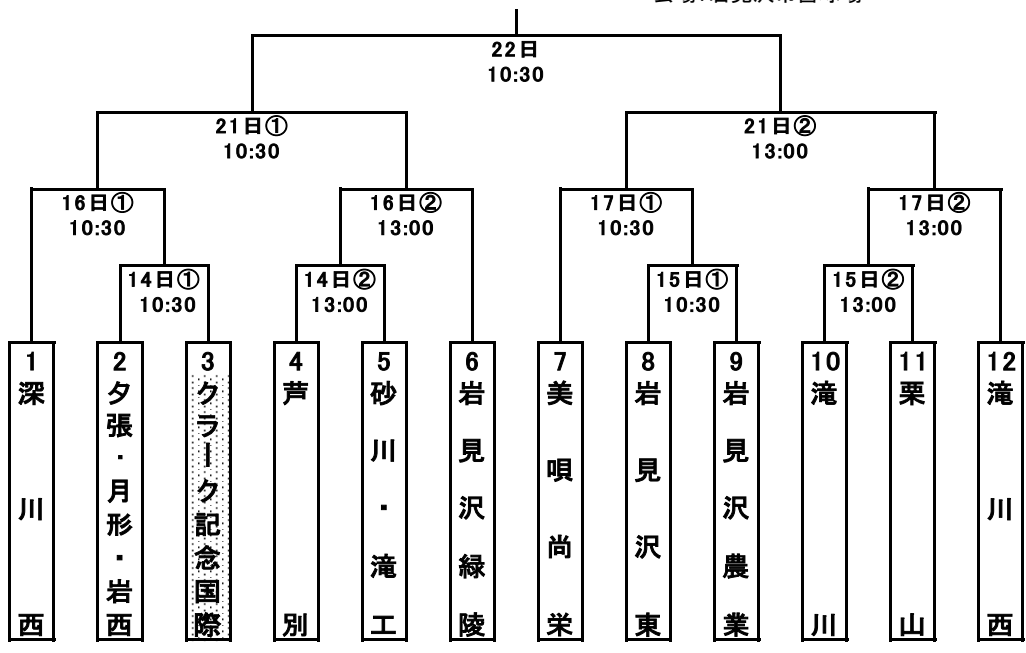 22日
10:30
21日①
10:30
21日②
13:00
16日①
10:30
16日②
13:00
17日①
10:30
17日②
13:00
14日①
10:30
14日②
13:00
15日①
10:30
15日②
13:00
1 深川西
2 夕張・月形・岩西
3 クラーク記念国際
4 芦別
5 砂川・滝工
6 岩見沢緑陵
7 美唄尚栄
8 岩見沢東
9 岩見沢農業
10 滝川
11 栗山
12 滝川西